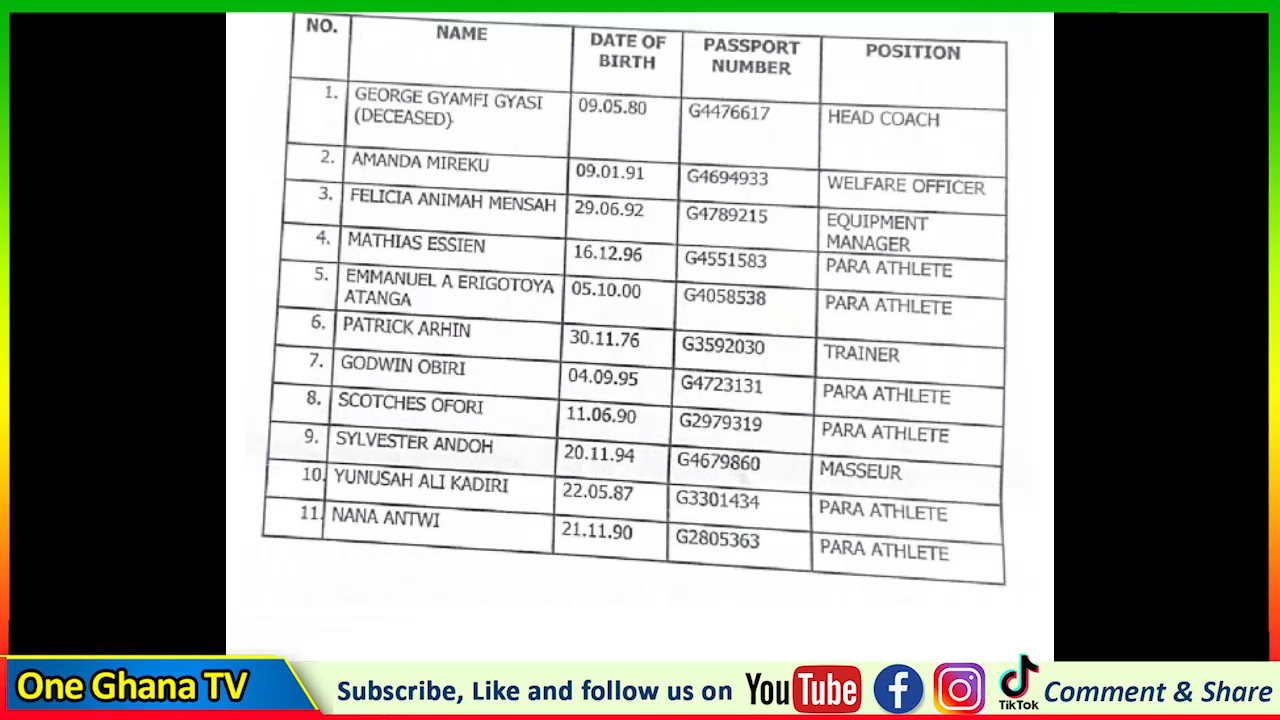 NO. NAME DATE OF BIRTH PASSPORT NUMBER POSITION
1. GEORGE GYAMFI GYASI (DECEASED) 09.05.80 G4476617 HEAD COACH
2. AMANDA MIREKU 09.01.91 G4694933 WELFARE OFFICER
3. FELICIA ANIMAH MENSAH 29.06.92 G4789215 EQUIPMENT MANAGER
4. MATHIAS ESSIEN 16.12.96 G4551583 PARA ATHLETE
5. EMMANUEL A ERIGOTOYA ATANGA 05.10.00 G4058538 PARA ATHLETE
6. PATRICK ARHIN 30.11.76 G3592030 TRAINER
7. GODWIN OBIRI 04.09.95 G4723131 PARA ATHLETE
8. SCOTCHES OFORI 11.06.90 G2979319 PARA ATHLETE
9. SYLVESTER ANDOH 20.11.94 G4679860 MASSEUR
10. YUNUSAH ALI KADIRI 22.05.87 G3301434 PARA ATHLETE
11. NANA ANTWI 21.11.90 G2805363 PARA ATHLETE
One Ghana TV Subscribe, Like and follow us on YouTube TikTok Comment & Share